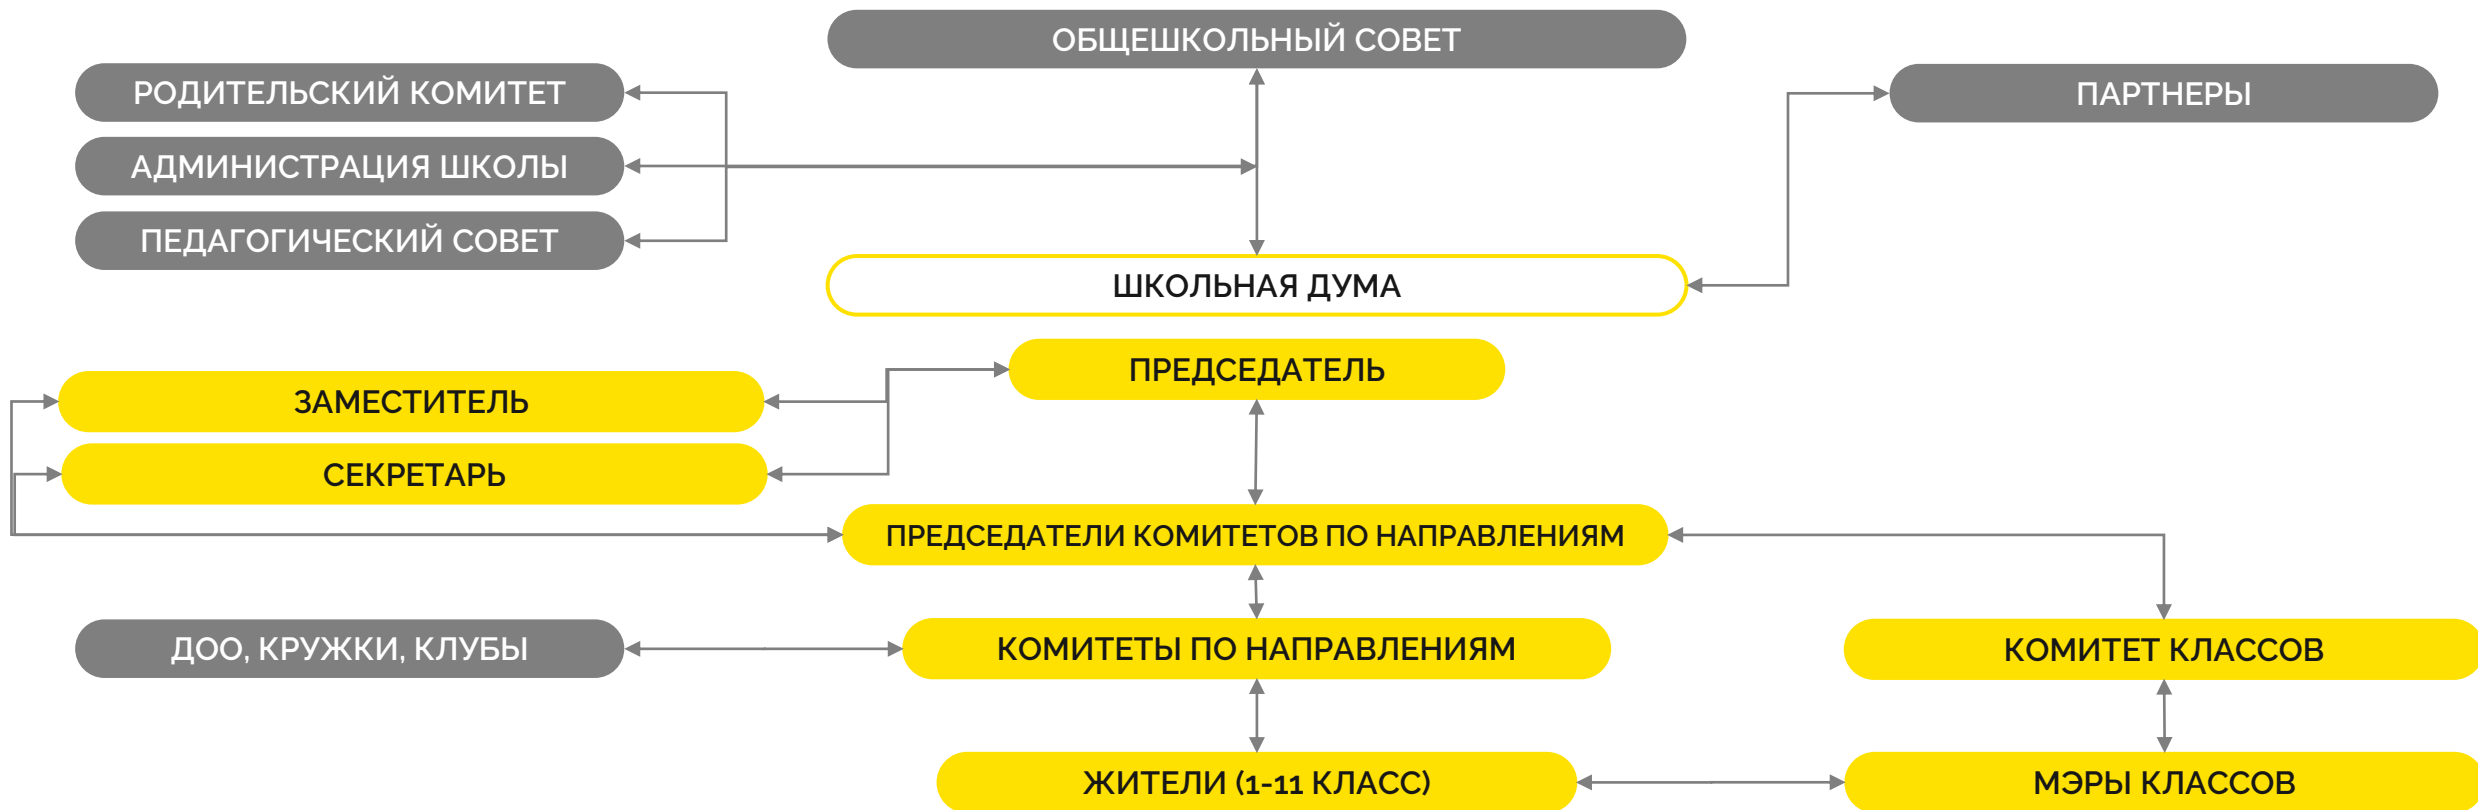 ОБЩЕШКОЛЬНЫЙ СОВЕТ
РОДИТЕЛЬСКИЙ КОМИТЕТ
ПАРТНЕРЫ
АДМИНИСТРАЦИЯ ШКОЛЫ
ПЕДАГОГИЧЕСКИЙ СОВЕТ
ШКОЛЬНАЯ ДУМА
ПРЕДСЕДАТЕЛЬ
ЗАМЕСТИТЕЛЬ
СЕКРЕТАРЬ
ПРЕДСЕДАТЕЛИ КОМИТЕТОВ ПО НАПРАВЛЕНИЯМ
ДОО, КРУЖКИ, КЛУБЫ
КОМИТЕТЫ ПО НАПРАВЛЕНИЯМ
КОМИТЕТ КЛАССОВ
ЖИТЕЛИ (1-11 КЛАСС)
МЭРЫ КЛАССОВ